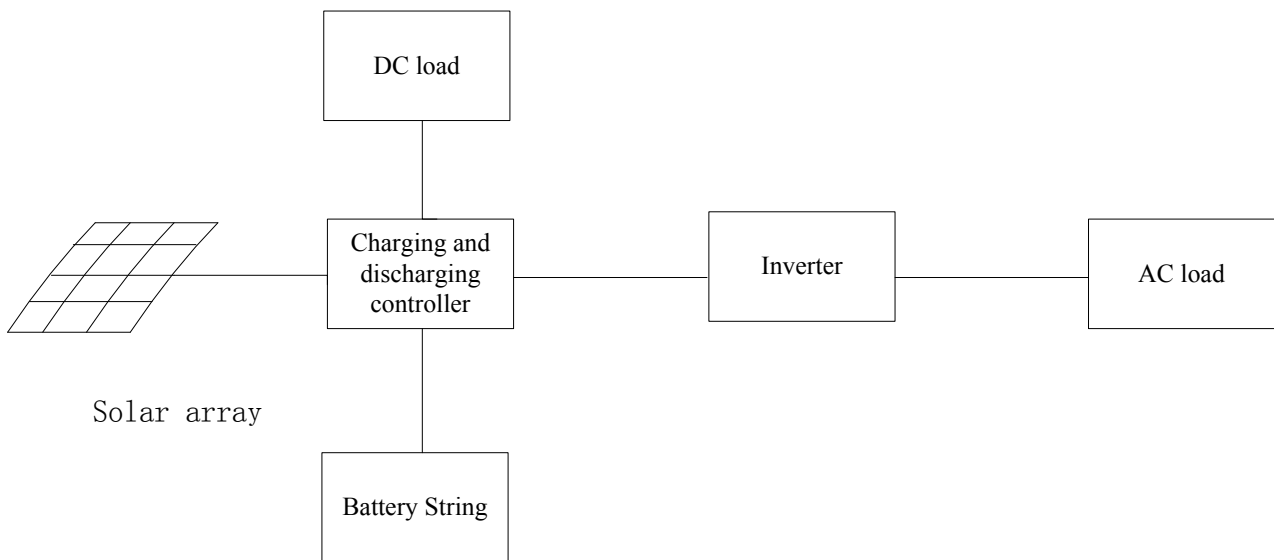 DC load
Charging and
discharging
controller
Inverter
AC load
Solar array
Battery String